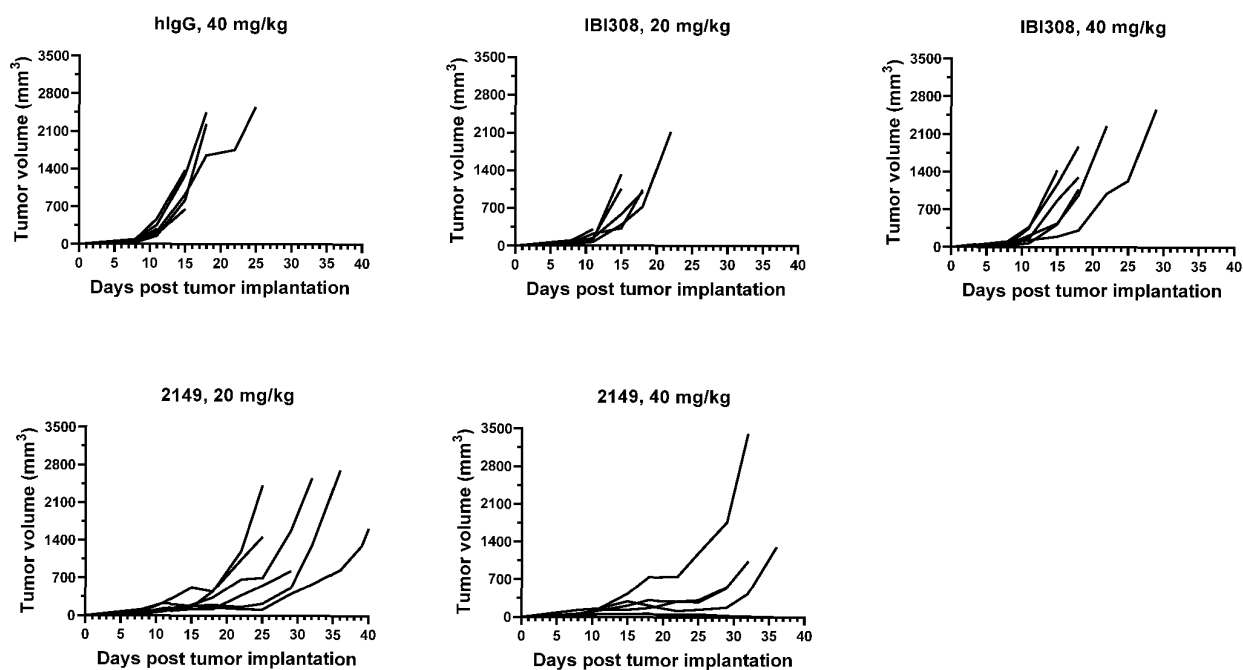 hIgG, 40 mg/kg
Tumor volume (mm³)
3500
2800
2100
1400
700
0
0 5 10 15 20 25 30 35 40
Days post tumor implantation
IBI308, 20 mg/kg
Tumor volume (mm³)
3500
2800
2100
1400
700
0
0 5 10 15 20 25 30 35 40
Days post tumor implantation
IBI308, 40 mg/kg
Tumor volume (mm³)
3500
2800
2100
1400
700
0
0 5 10 15 20 25 30 35 40
Days post tumor implantation
2149, 20 mg/kg
Tumor volume (mm³)
3500
2800
2100
1400
700
0
0 5 10 15 20 25 30 35 40
Days post tumor implantation
2149, 40 mg/kg
Tumor volume (mm³)
3500
2800
2100
1400
700
0
0 5 10 15 20 25 30 35 40
Days post tumor implantation